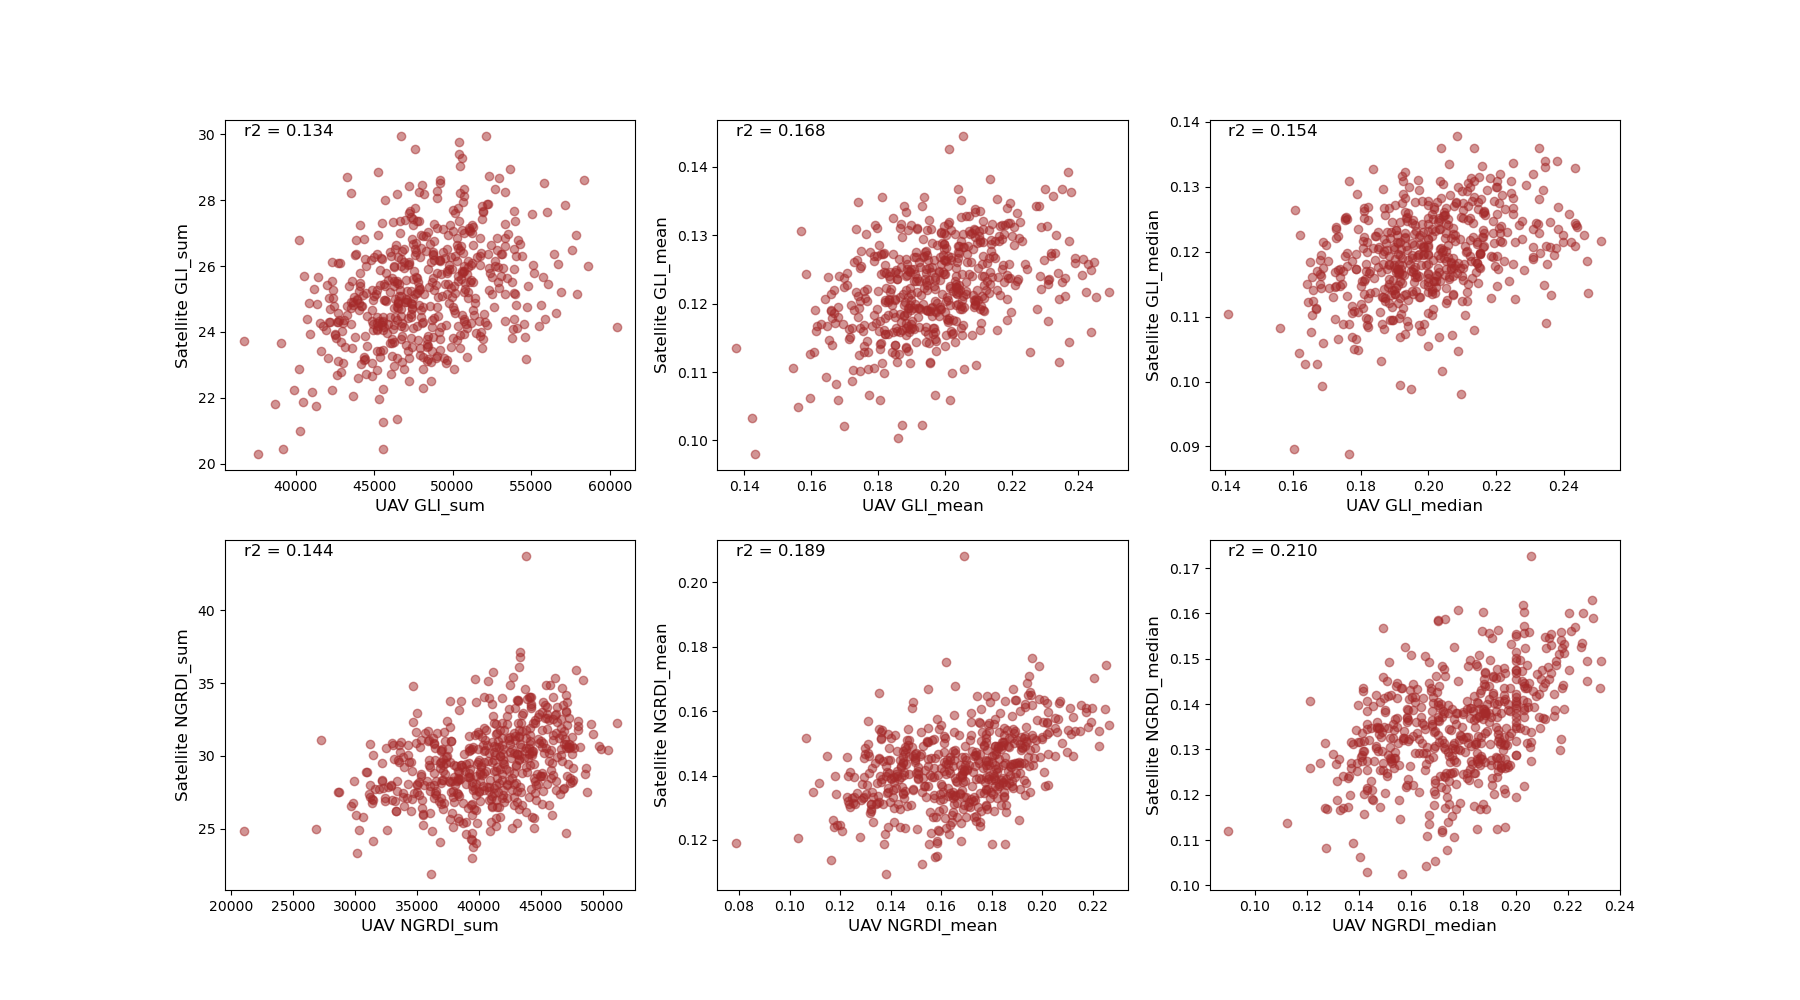 r2 = 0.134
30
28
26
24
22
20
Satellite GLI_sum
40000 45000 50000 55000 60000
UAV GLI_sum
r2 = 0.168
0.14
0.13
0.12
0.11
0.10
Satellite GLI_mean
0.14 0.16 0.18 0.20 0.22 0.24
UAV GLI_mean
r2 = 0.154
0.14
0.13
0.12
0.11
0.10
0.09
Satellite GLI_median
0.14 0.16 0.18 0.20 0.22 0.24
UAV GLI_median
r2 = 0.144
40
35
30
25
Satellite NGRDI_sum
20000 25000 30000 35000 40000 45000 50000
UAV NGRDI_sum
r2 = 0.189
0.20
0.18
0.16
0.14
0.12
Satellite NGRDI_mean
0.08 0.10 0.12 0.14 0.16 0.18 0.20 0.22
UAV NGRDI_mean
r2 = 0.210
0.17
0.16
0.15
0.14
0.13
0.12
0.11
0.10
Satellite NGRDI_median
0.10 0.12 0.14 0.16 0.18 0.20 0.22 0.24
UAV NGRDI_median